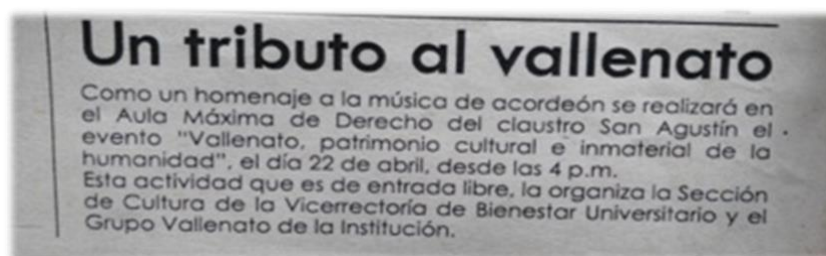 Un tributo al vallenato
Como un homenaje a la música de acordeón se realizará en
el Aula Máxima de Derecho del claustro San Agustín el
evento "Vallenato, patrimonio cultural e inmaterial de la
humanidad", el día 22 de abril, desde las 4 p.m.
Esta actividad que es de entrada libre, la organiza la Sección
de Cultura de la Vicerrectoría de Bienestar Universitario y el
Grupo Vallenato de la Institución.